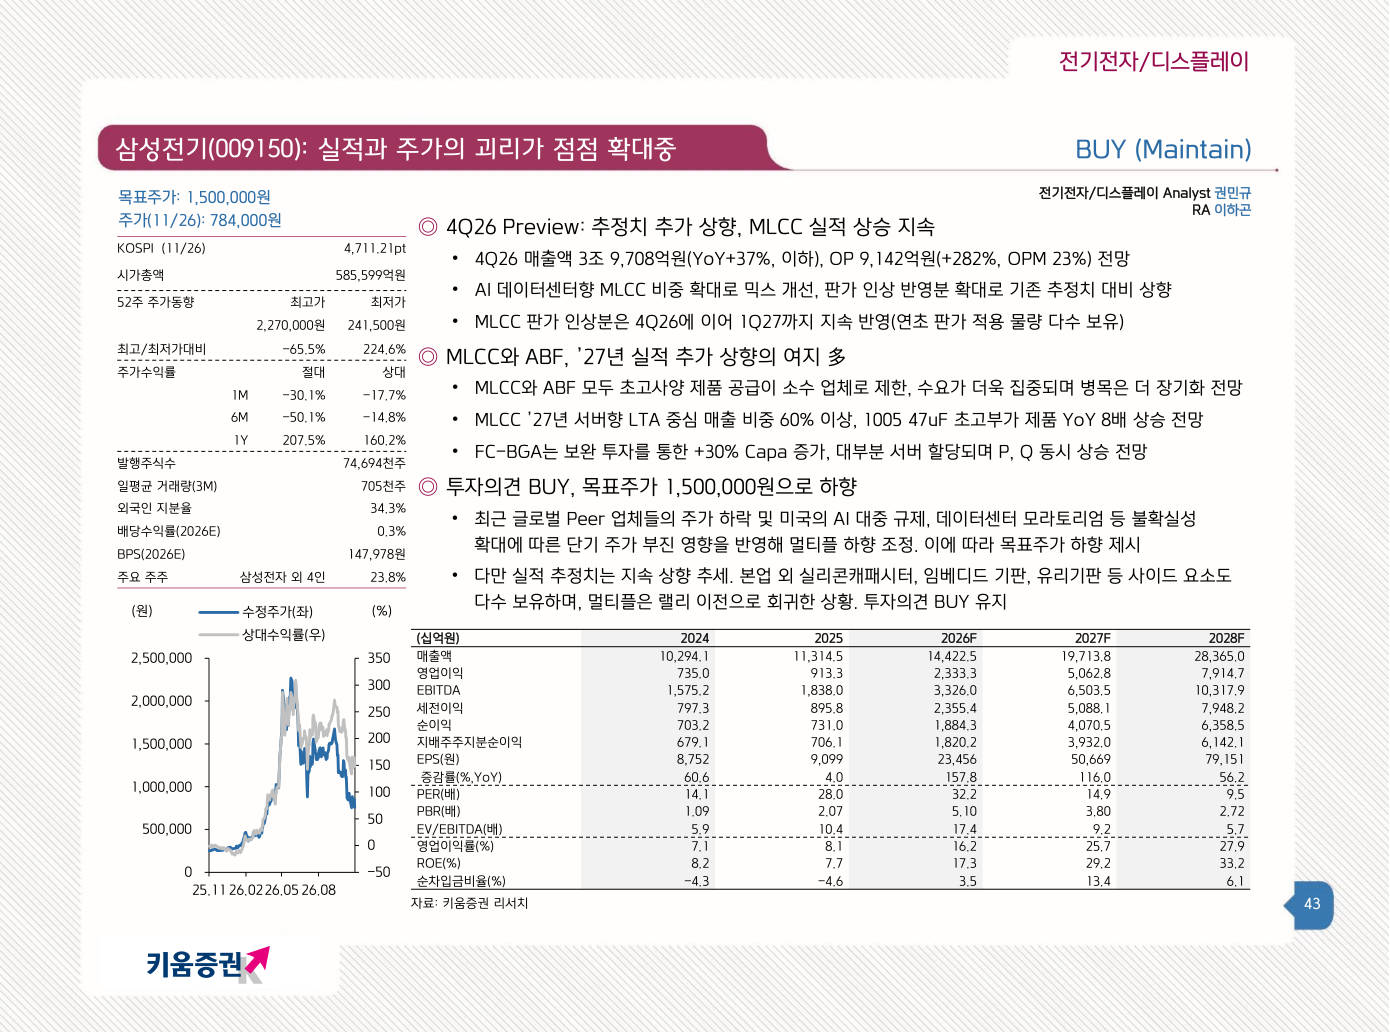 전기전자/디스플레이
삼성전기(009150): 실적과 주가의 괴리가 점점 확대중
BUY (Maintain)
전기전자/디스플레이 Analyst 권민규
RA 이하곤
목표주가: 1,500,000원
주가(11/26): 784,000원
KOSPI (11/26) 4,711.21pt
시가총액 585,599억원
52주 주가동향 최고가 최저가
2,270,000원 241,500원
최고/최저가대비 -65.5% 224.6%
주가수익률 절대 상대
1M -30.1% -17.7%
6M -50.1% -14.8%
1Y 207.5% 160.2%
발행주식수 74,694천주
일평균 거래량(3M) 705천주
외국인 지분율 34.3%
배당수익률(2026E) 0.3%
BPS(2026E) 147,978원
주요 주주 삼성전자 외 4인 23.8%
(원) 수정주가(좌) (%)
상대수익률(우)
2,500,000 350
300
2,000,000 250
1,500,000 200
150
1,000,000 100
500,000 50
0
0 -50
25.11 26.02 26.05 26.08
◎ 4Q26 Preview: 추정치 추가 상향, MLCC 실적 상승 지속
• 4Q26 매출액 3조 9,708억원(YoY+37%, 이하), OP 9,142억원(+282%, OPM 23%) 전망
• AI 데이터센터향 MLCC 비중 확대로 믹스 개선, 판가 인상 반영분 확대로 기존 추정치 대비 상향
• MLCC 판가 인상분은 4Q26에 이어 1Q27까지 지속 반영(연초 판가 적용 물량 다수 보유)
◎ MLCC와 ABF, ’27년 실적 추가 상향의 여지 多
• MLCC와 ABF 모두 초고사양 제품 공급이 소수 업체로 제한, 수요가 더욱 집중되며 병목은 더 장기화 전망
• MLCC ’27년 서버향 LTA 중심 매출 비중 60% 이상, 1005 47uF 초고부가 제품 YoY 8배 상승 전망
• FC-BGA는 보완 투자를 통한 +30% Capa 증가, 대부분 서버 할당되며 P, Q 동시 상승 전망
◎ 투자의견 BUY, 목표주가 1,500,000원으로 하향
• 최근 글로벌 Peer 업체들의 주가 하락 및 미국의 AI 대중 규제, 데이터센터 모라토리엄 등 불확실성
확대에 따른 단기 주가 부진 영향을 반영해 멀티플 하향 조정. 이에 따라 목표주가 하향 제시
• 다만 실적 추정치는 지속 상향 추세. 본업 외 실리콘캐패시터, 임베디드 기판, 유리기판 등 사이드 요소도
다수 보유하며, 멀티플은 랠리 이전으로 회귀한 상황. 투자의견 BUY 유지
(십억원) 2024 2025 2026F 2027F 2028F
매출액 10,294.1 11,314.5 14,422.5 19,713.8 28,365.0
영업이익 735.0 913.3 2,333.3 5,062.8 7,914.7
EBITDA 1,575.2 1,838.0 3,326.0 6,503.5 10,317.9
세전이익 797.3 895.8 2,355.4 5,088.1 7,948.2
순이익 703.2 731.0 1,884.3 4,070.5 6,358.5
지배주주지분순이익 679.1 706.1 1,820.2 3,932.0 6,142.1
EPS(원) 8,752 9,099 23,456 50,669 79,151
증감률(%,YoY) 60.6 4.0 157.8 116.0 56.2
PER(배) 14.1 28.0 32.2 14.9 9.5
PBR(배) 1.09 2.07 5.10 3.80 2.72
EV/EBITDA(배) 5.9 10.4 17.4 9.2 5.7
영업이익률(%) 7.1 8.1 16.2 25.7 27.9
ROE(%) 8.2 7.7 17.3 29.2 33.2
순차입금비율(%) -4.3 -4.6 3.5 13.4 6.1
자료: 키움증권 리서치
43
키움증권